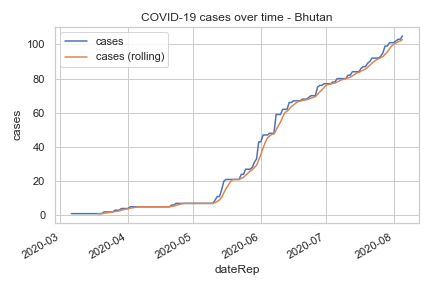 COVID-19 cases over time - Bhutan
cases
cases (rolling)
cases
100
80
60
40
20
0
2020-03
2020-04
2020-05
2020-06
2020-07
2020-08
dateRep